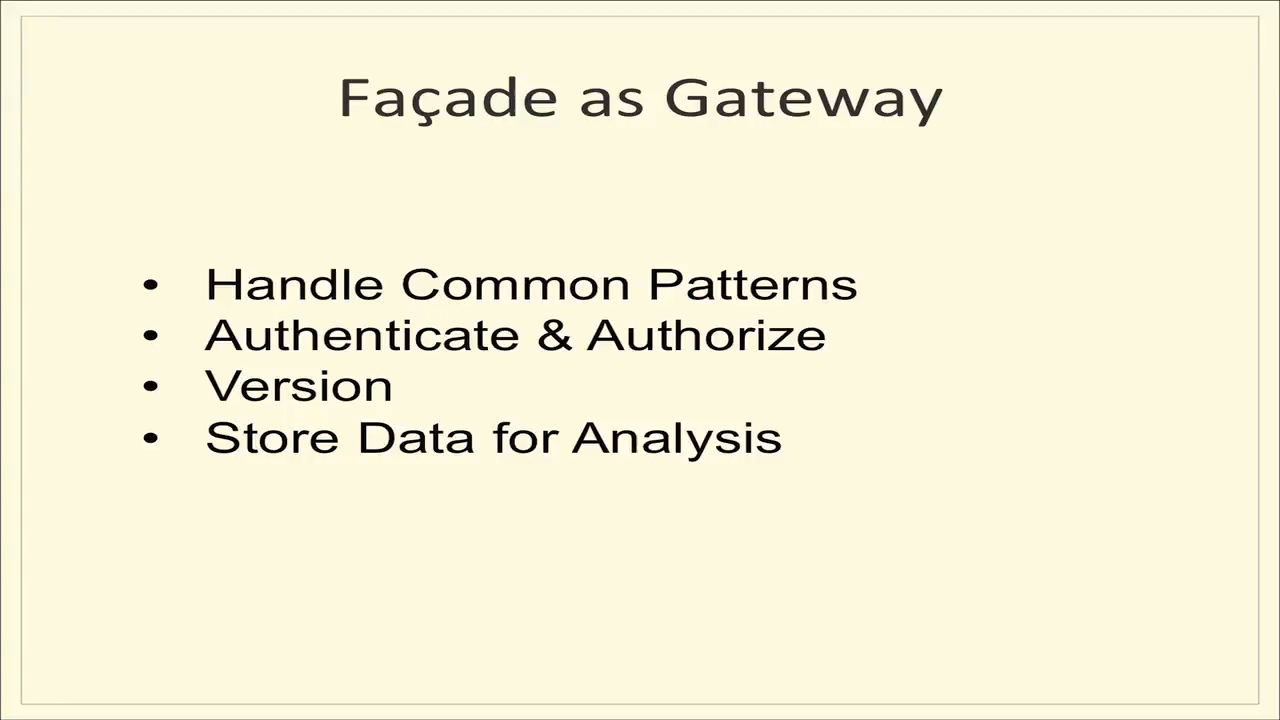 Façade as Gateway
• Handle Common Patterns
• Authenticate & Authorize
• Version
• Store Data for Analysis